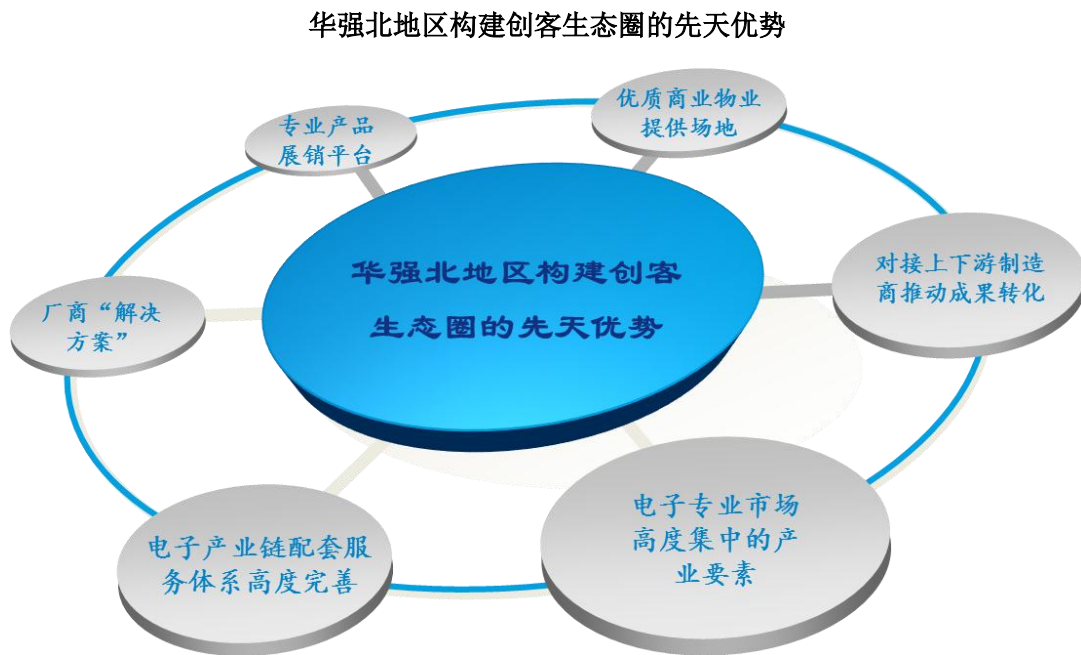 华强北地区构建创客生态圈的先天优势
优质商业物业
提供场地
专业产品
展销平台
华强北地区构建创客
生态圈的先天优势
对接上下游制造
商推动成果转化
厂商“解决
方案”
电子专业市场
高度集中的产
业要素
电子产业链配套服
务体系高度完善